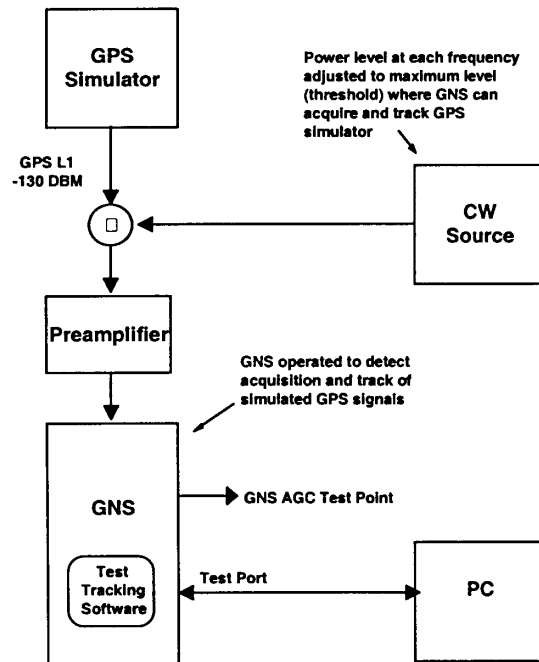 GPS
Simulator
Power level at each frequency
adjusted to maximum level
(threshold) where GNS can
acquire and track GPS
simulator
GPS L1
-130 DBM
CW
Source
Preamplifier
GNS operated to detect
acquisition and track of
simulated GPS signals
GNS
GNS AGC Test Point
Test
Tracking
Software
Test Port
PC